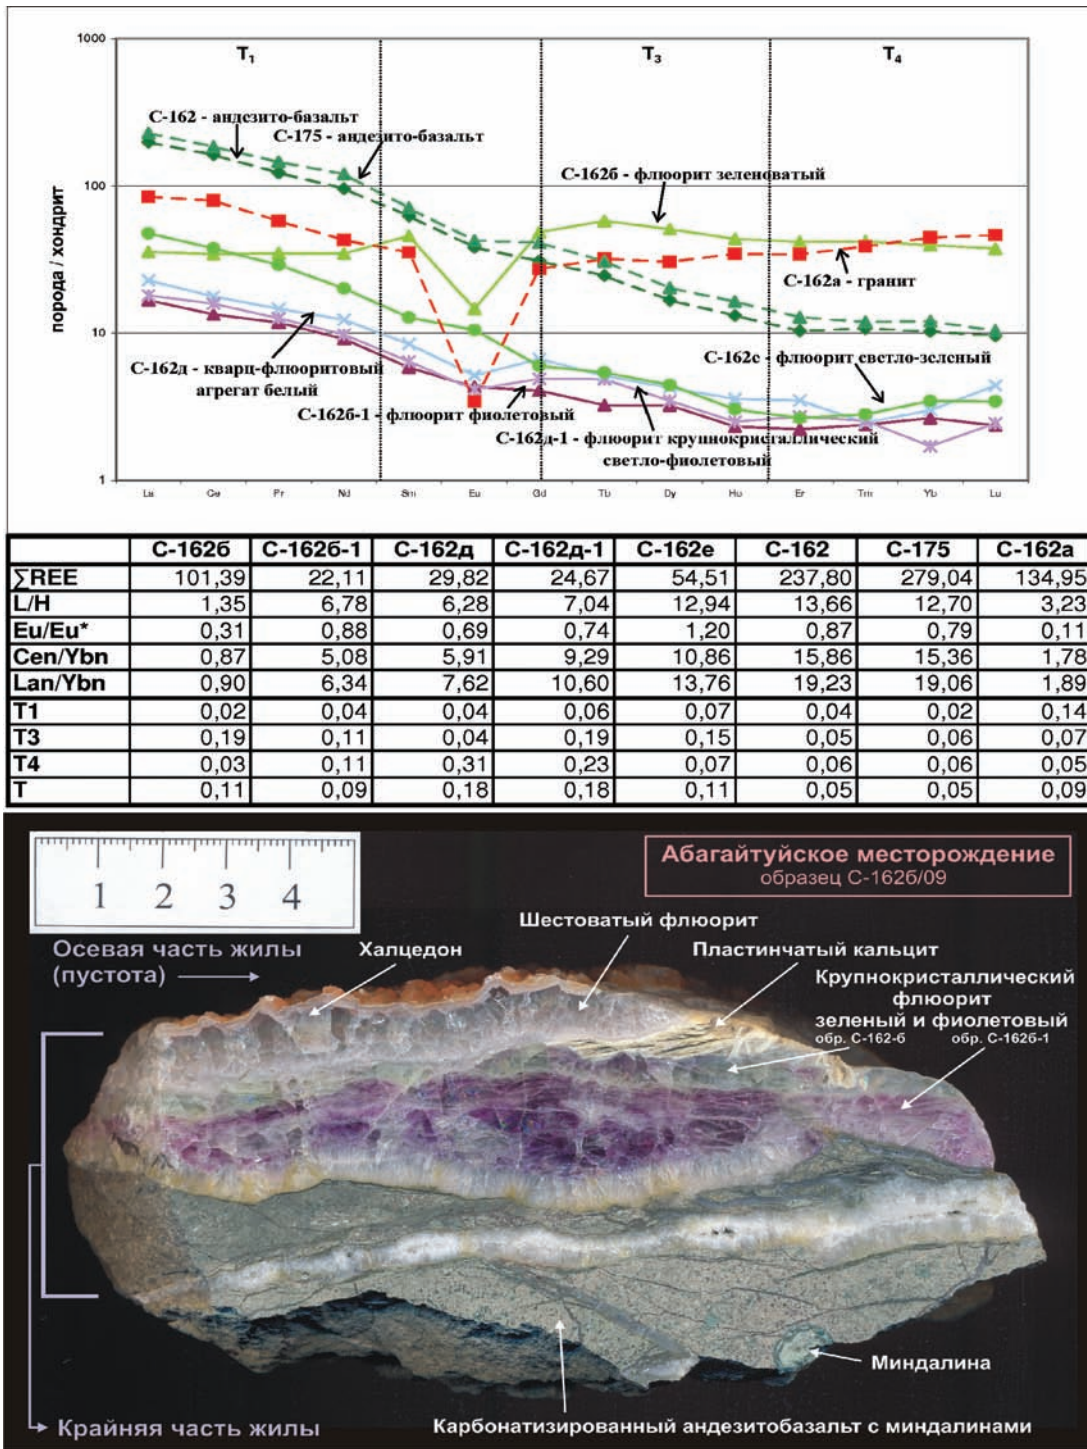 1000
T1
T3
T4
С-162 - андезито-базальт
С-175 - андезито-базальт
С-162б - флюорит зеленоватый
100
порода / хондрит
С-162а - гранит
10
С-162е - флюорит светло-зеленый
С-162д - кварц-флюоритовый
агрегат белый
С-162б-1 - флюорит фиолетовый
С-162д-1 - флюорит крупнокристаллический
светло-фиолетовый
1
La Ce Pr Nd Sm Eu Gd Tb Dy Ho Er Tm Yb Lu
С-162б С-162б-1 С-162д С-162д-1 С-162е С-162 С-175 С-162а
∑REE 101,39 22,11 29,82 24,67 54,51 237,80 279,04 134,95
L/H 1,35 6,78 6,28 7,04 12,94 13,66 12,70 3,23
Eu/Eu* 0,31 0,88 0,69 0,74 1,20 0,87 0,79 0,11
Cen/Ybn 0,87 5,08 5,91 9,29 10,86 15,86 15,36 1,78
Lan/Ybn 0,90 6,34 7,62 10,60 13,76 19,23 19,06 1,89
T1 0,02 0,04 0,04 0,06 0,07 0,04 0,02 0,14
T3 0,19 0,11 0,04 0,19 0,15 0,05 0,06 0,07
T4 0,03 0,11 0,31 0,23 0,07 0,06 0,06 0,05
T 0,11 0,09 0,18 0,18 0,11 0,05 0,05 0,09
1 2 3 4
Абагайтуйское месторождение
образец С-162б/09
Осевая часть жилы
(пустота)
Халцедон
Шестоватый флюорит
Пластинчатый кальцит
Крупнокристаллический
флюорит
зеленый и фиолетовый
обр. С-162-б обр. С-162б-1
Миндалина
Крайняя часть жилы
Карбонатизированный андезитобазальт с миндалинами